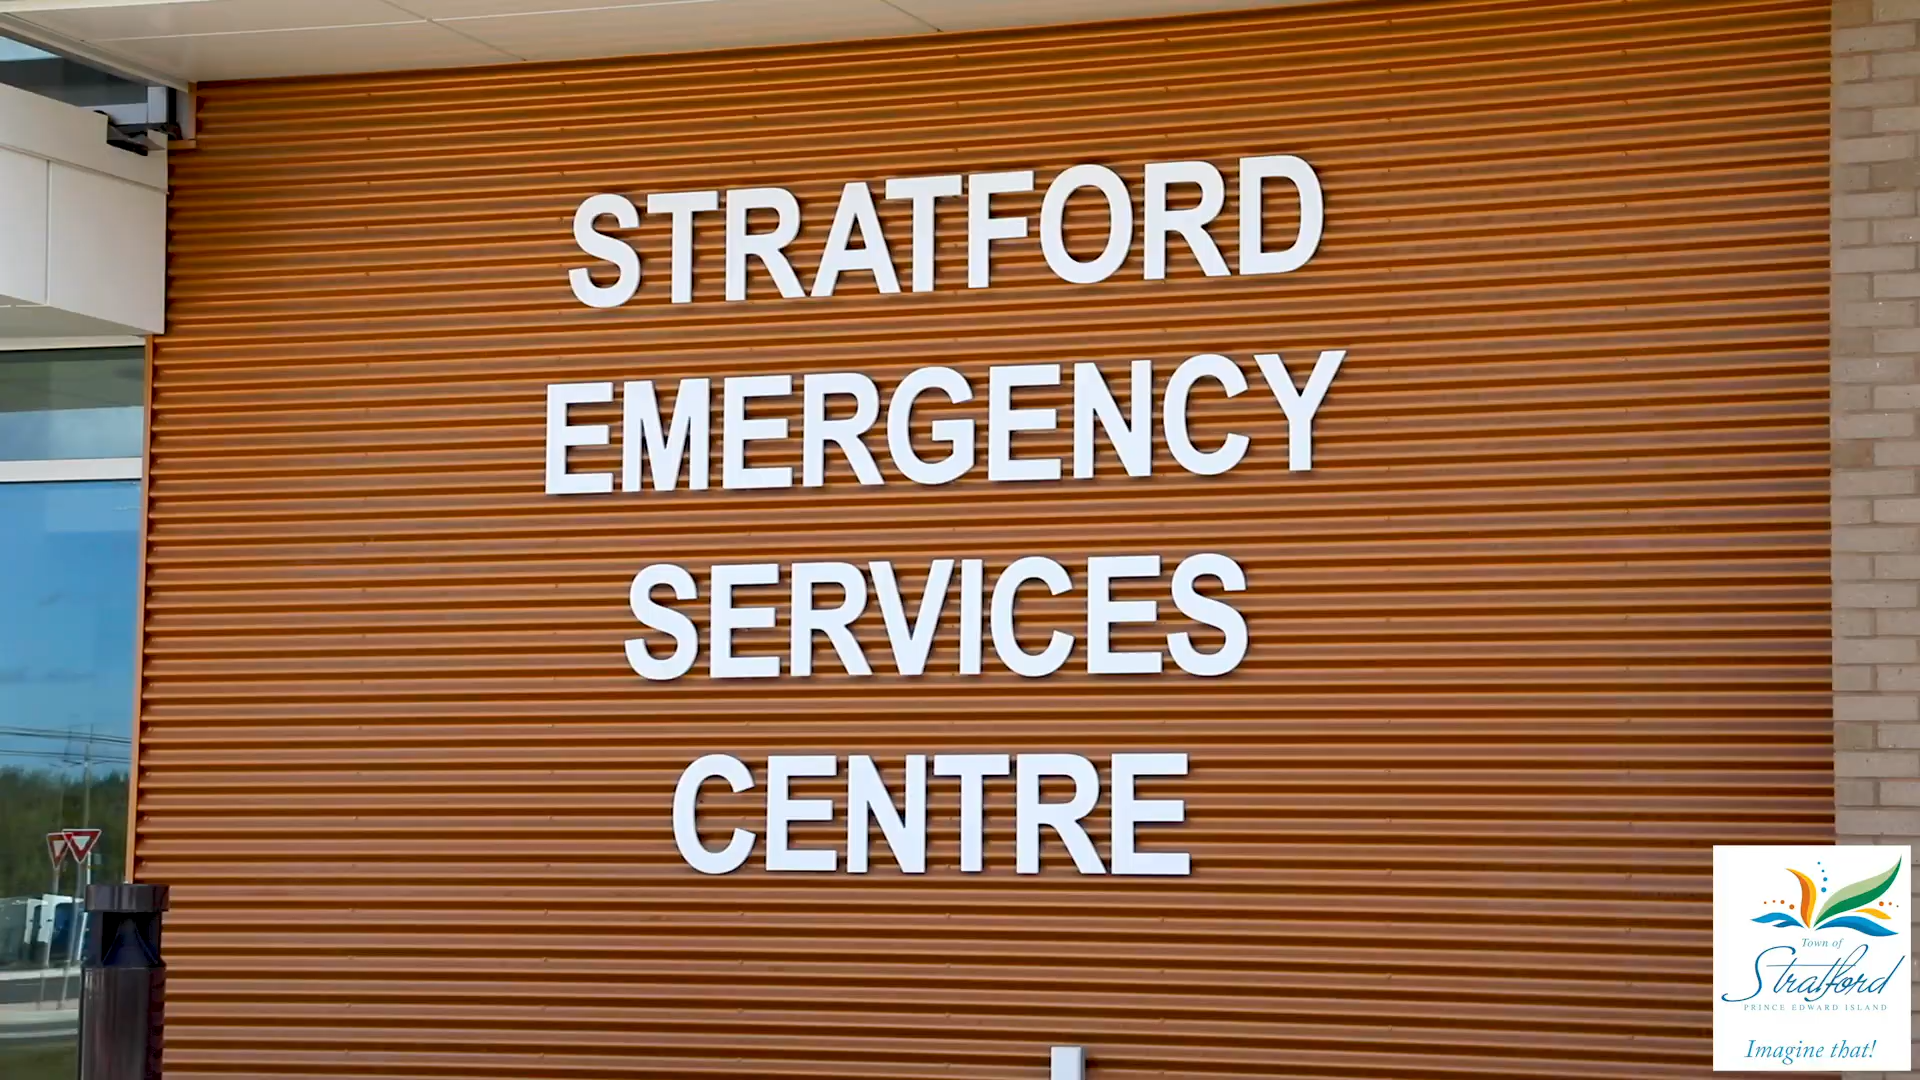 STRATFORD
EMERGENCY
SERVICES
CENTRE
Town of
Stratford
PRINCE EDWARD ISLAND
Imagine that!